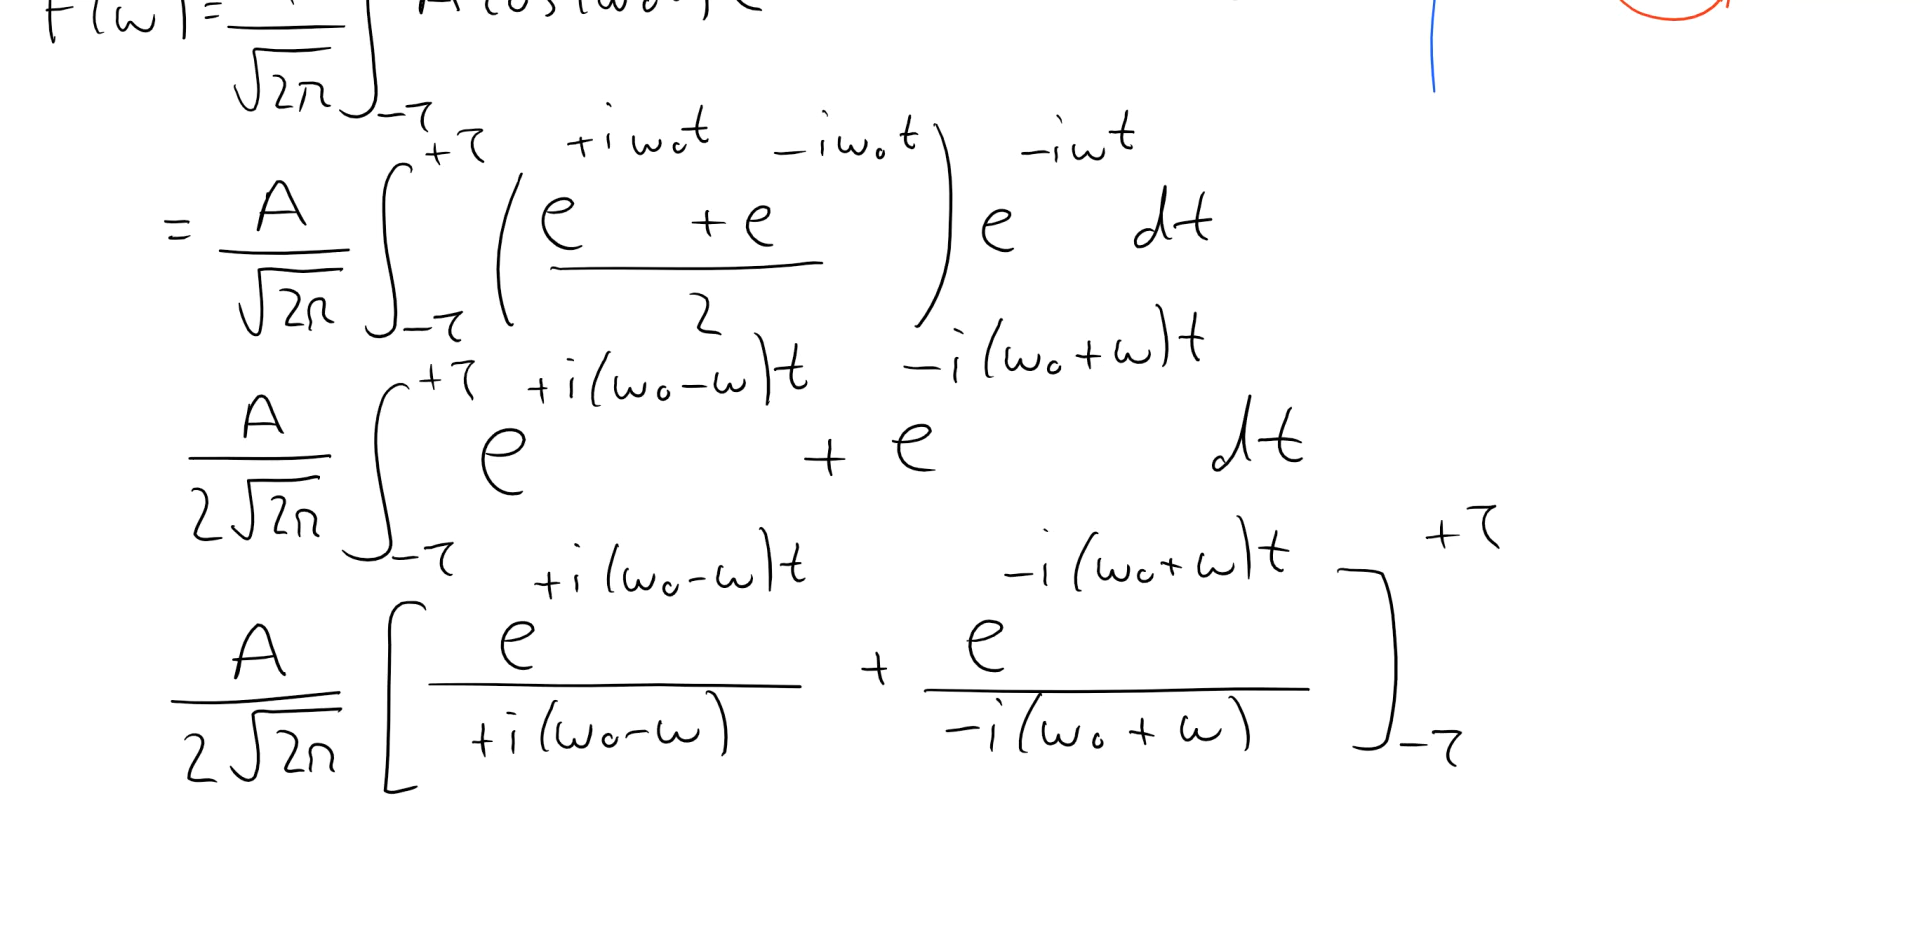 F(ω) = 1/√2π ∫_{-τ} A cos(ω₀
= A/√2π ∫_{-τ}^{+τ} ( (e^{+iω₀t} + e^{-iω₀t})/2 ) e^{-iωt} dt
A/2√2π ∫_{-τ}^{+τ} e^{+i(ω₀-ω)t} + e^{-i(ω₀+ω)t} dt
A/2√2π [ e^{+i(ω₀-ω)t}/+i(ω₀-ω) + e^{-i(ω₀+ω)t}/-i(ω₀+ω) ]_{-τ}^{+τ}